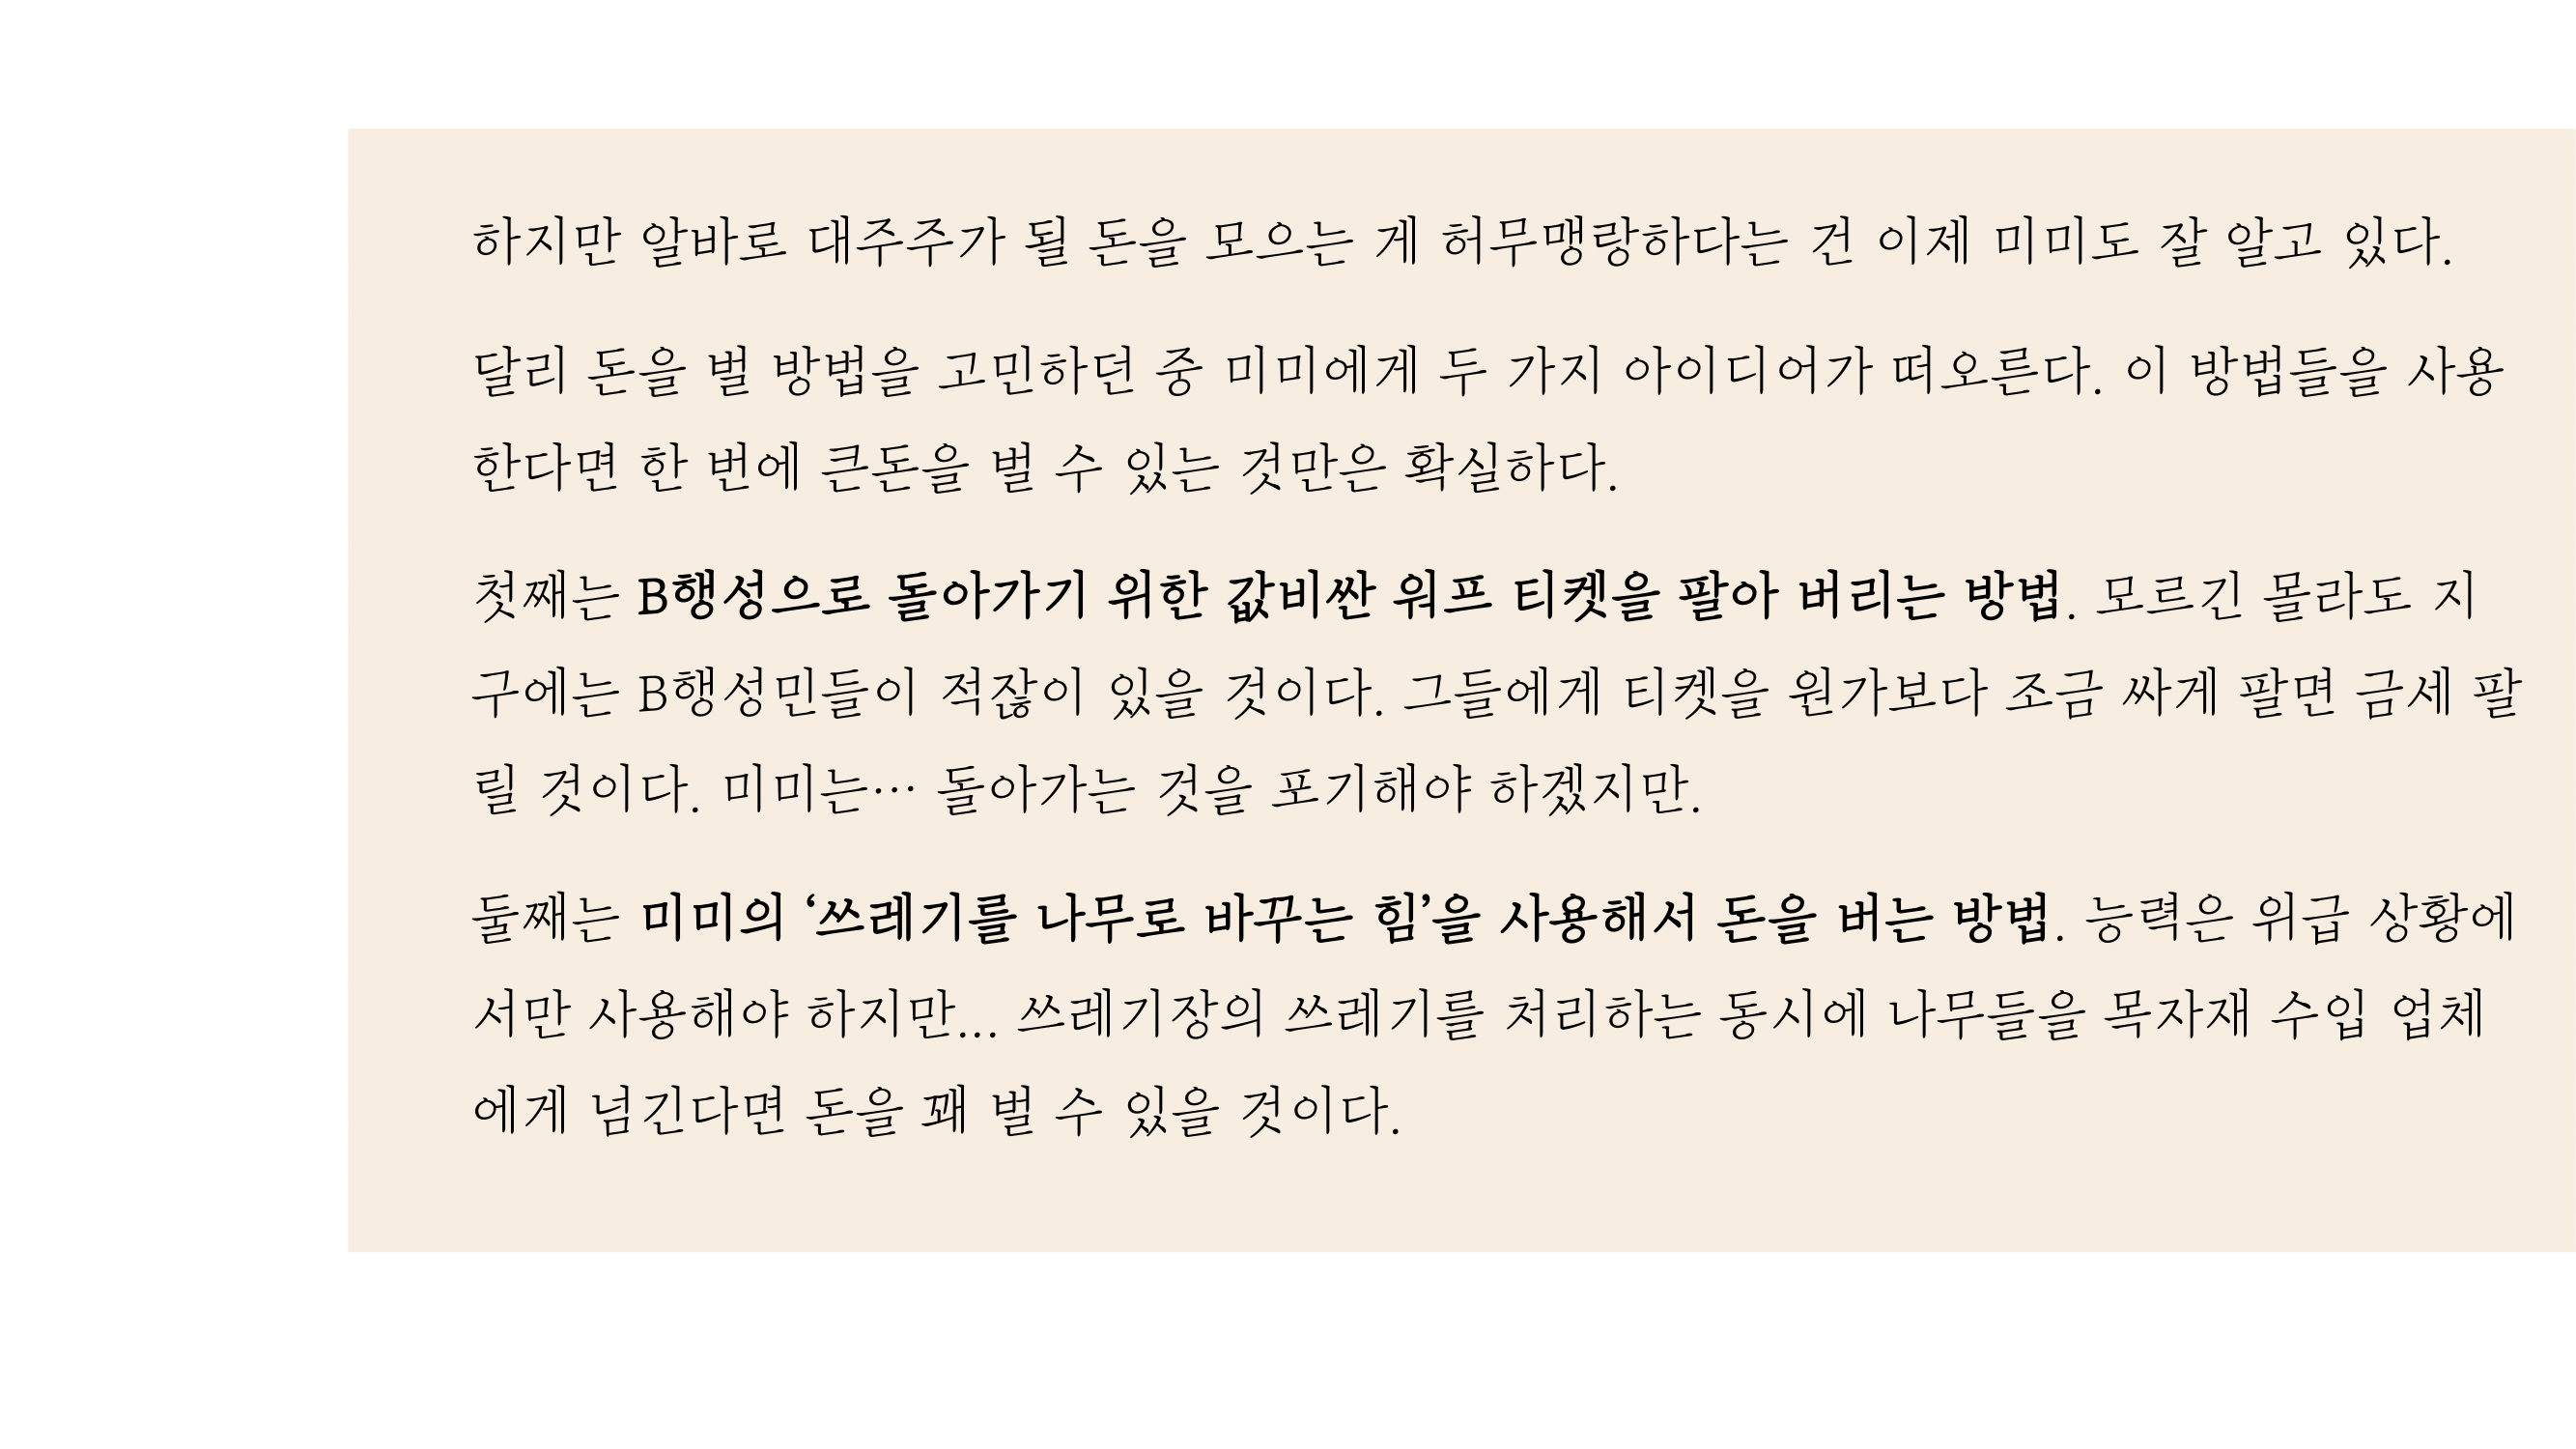 하지만 알바로 대주주가 될 돈을 모으는 게 허무맹랑하다는 건 이제 미미도 잘 알고 있다.
달리 돈을 벌 방법을 고민하던 중 미미에게 두 가지 아이디어가 떠오른다. 이 방법들을 사용
한다면 한 번에 큰돈을 벌 수 있는 것만은 확실하다.
첫째는 B행성으로 돌아가기 위한 값비싼 워프 티켓을 팔아 버리는 방법. 모르긴 몰라도 지
구에는 B행성민들이 적잖이 있을 것이다. 그들에게 티켓을 원가보다 조금 싸게 팔면 금세 팔
릴 것이다. 미미는… 돌아가는 것을 포기해야 하겠지만.
둘째는 미미의 ‘쓰레기를 나무로 바꾸는 힘’을 사용해서 돈을 버는 방법. 능력은 위급 상황에
서만 사용해야 하지만... 쓰레기장의 쓰레기를 처리하는 동시에 나무들을 목자재 수입 업체
에게 넘긴다면 돈을 꽤 벌 수 있을 것이다.